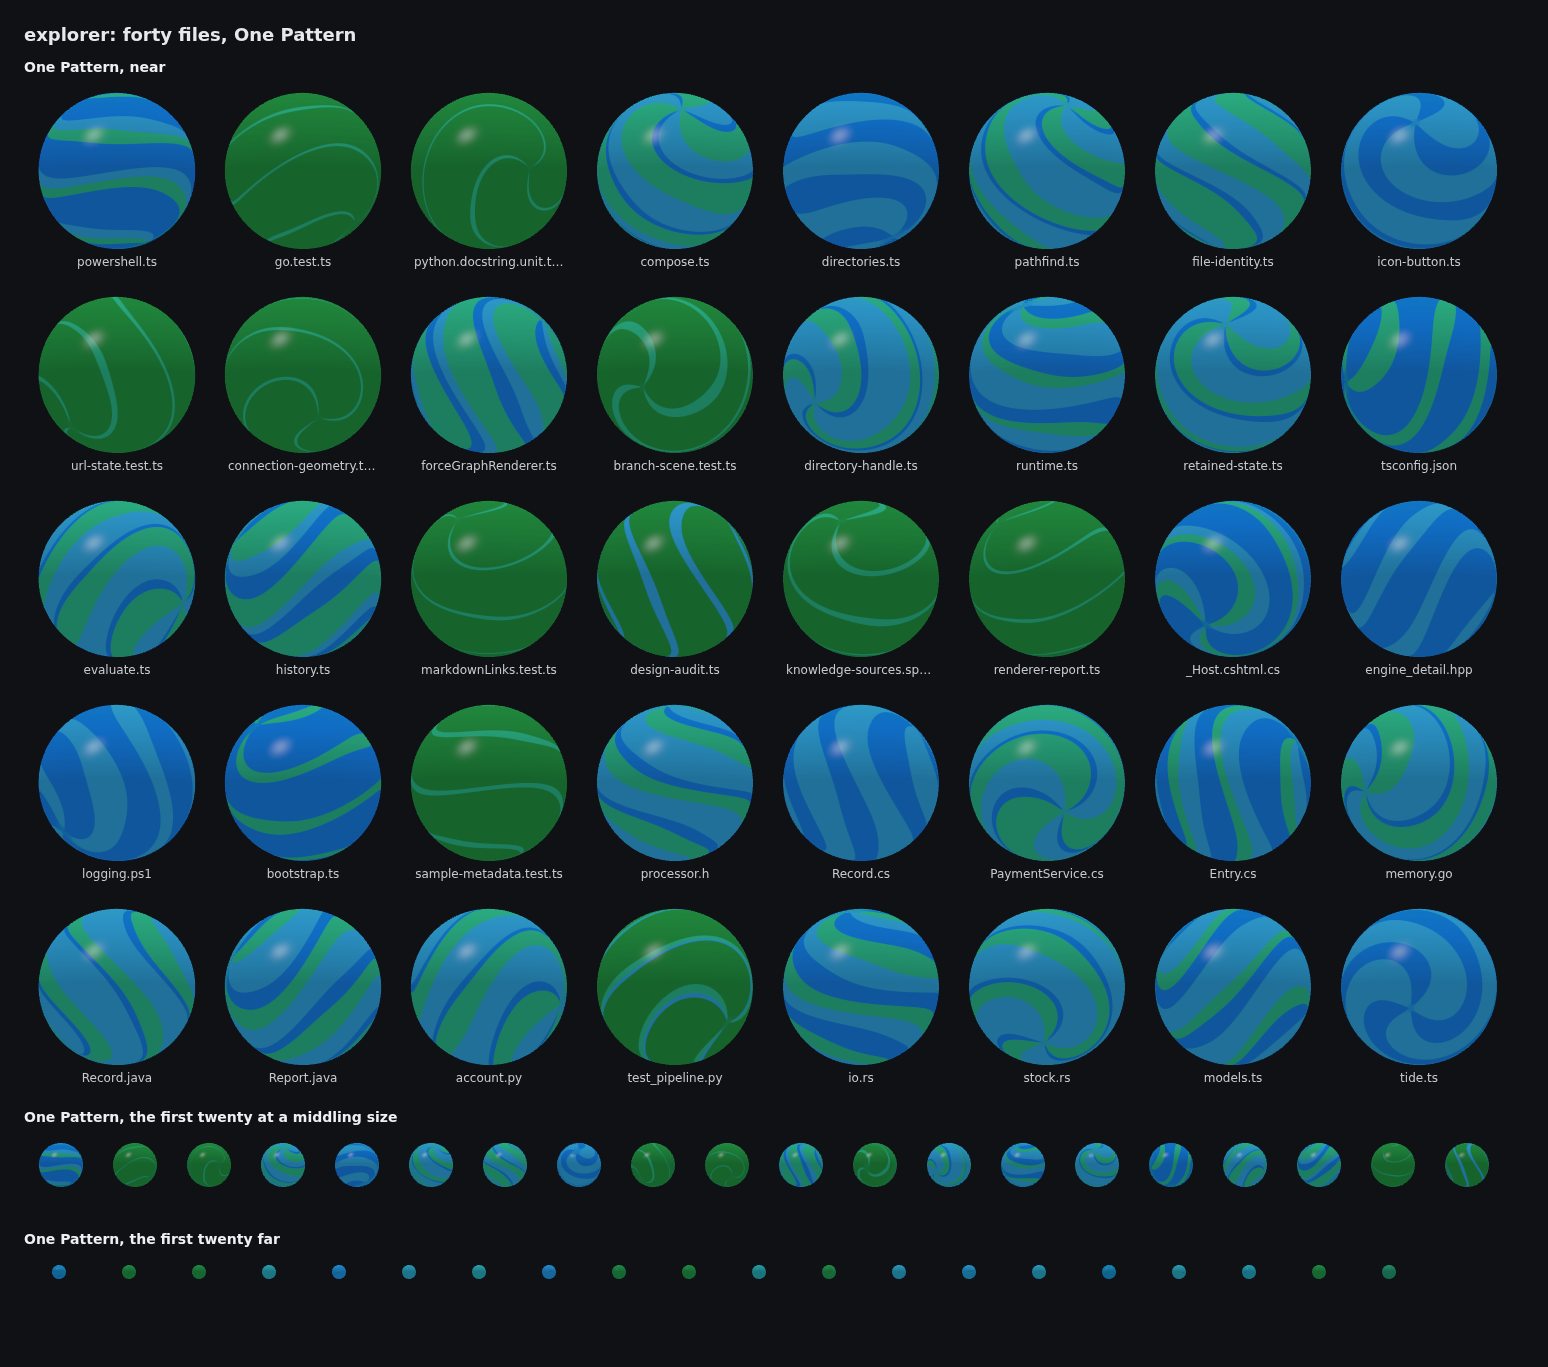 explorer: forty files, One Pattern
One Pattern, near
powershell.ts go.test.ts python.docstring.unit.t… compose.ts directories.ts pathfind.ts file-identity.ts icon-button.ts
url-state.test.ts connection-geometry.t… forceGraphRenderer.ts branch-scene.test.ts directory-handle.ts runtime.ts retained-state.ts tsconfig.json
evaluate.ts history.ts markdownLinks.test.ts design-audit.ts knowledge-sources.sp… renderer-report.ts _Host.cshtml.cs engine_detail.hpp
logging.ps1 bootstrap.ts sample-metadata.test.ts processor.h Record.cs PaymentService.cs Entry.cs memory.go
Record.java Report.java account.py test_pipeline.py io.rs stock.rs models.ts tide.ts
One Pattern, the first twenty at a middling size
One Pattern, the first twenty far